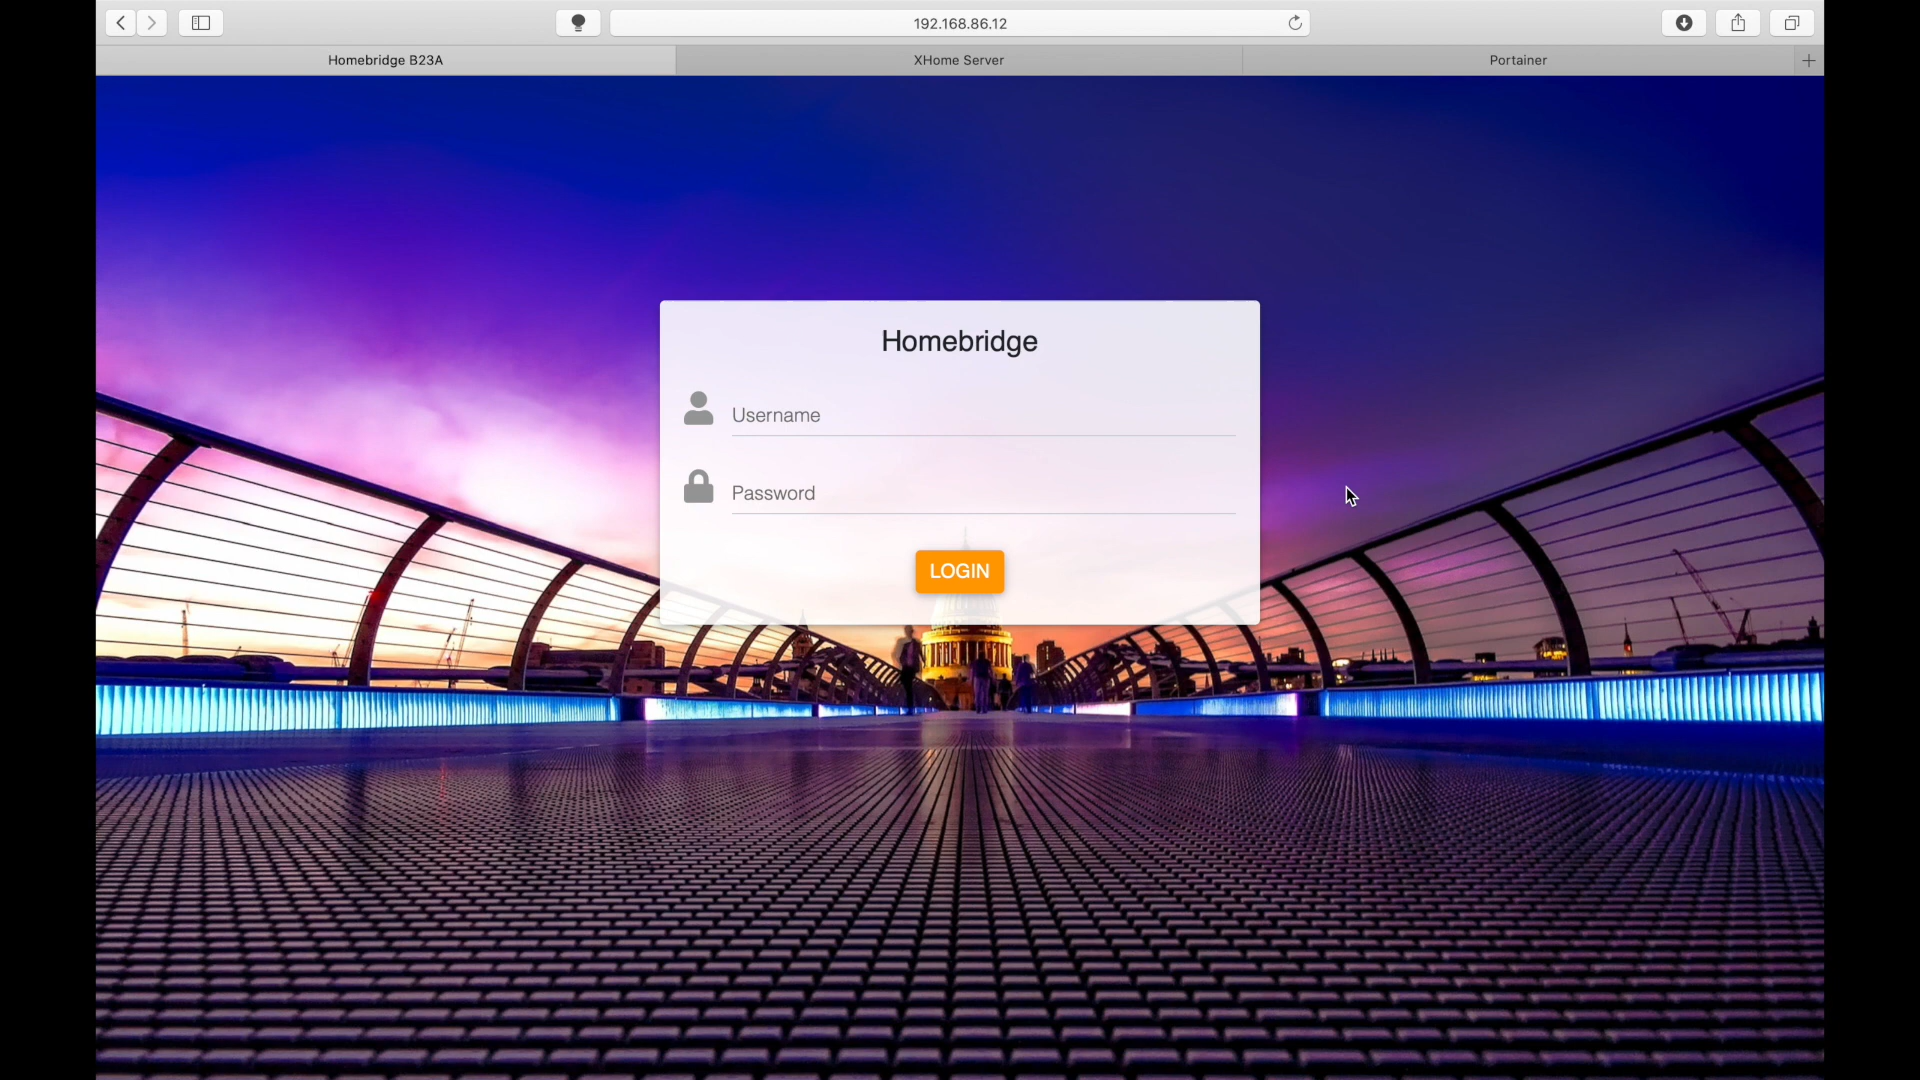 192.168.86.12
Homebridge B23A
XHome Server
Portainer
Homebridge
Username
Password
LOGIN